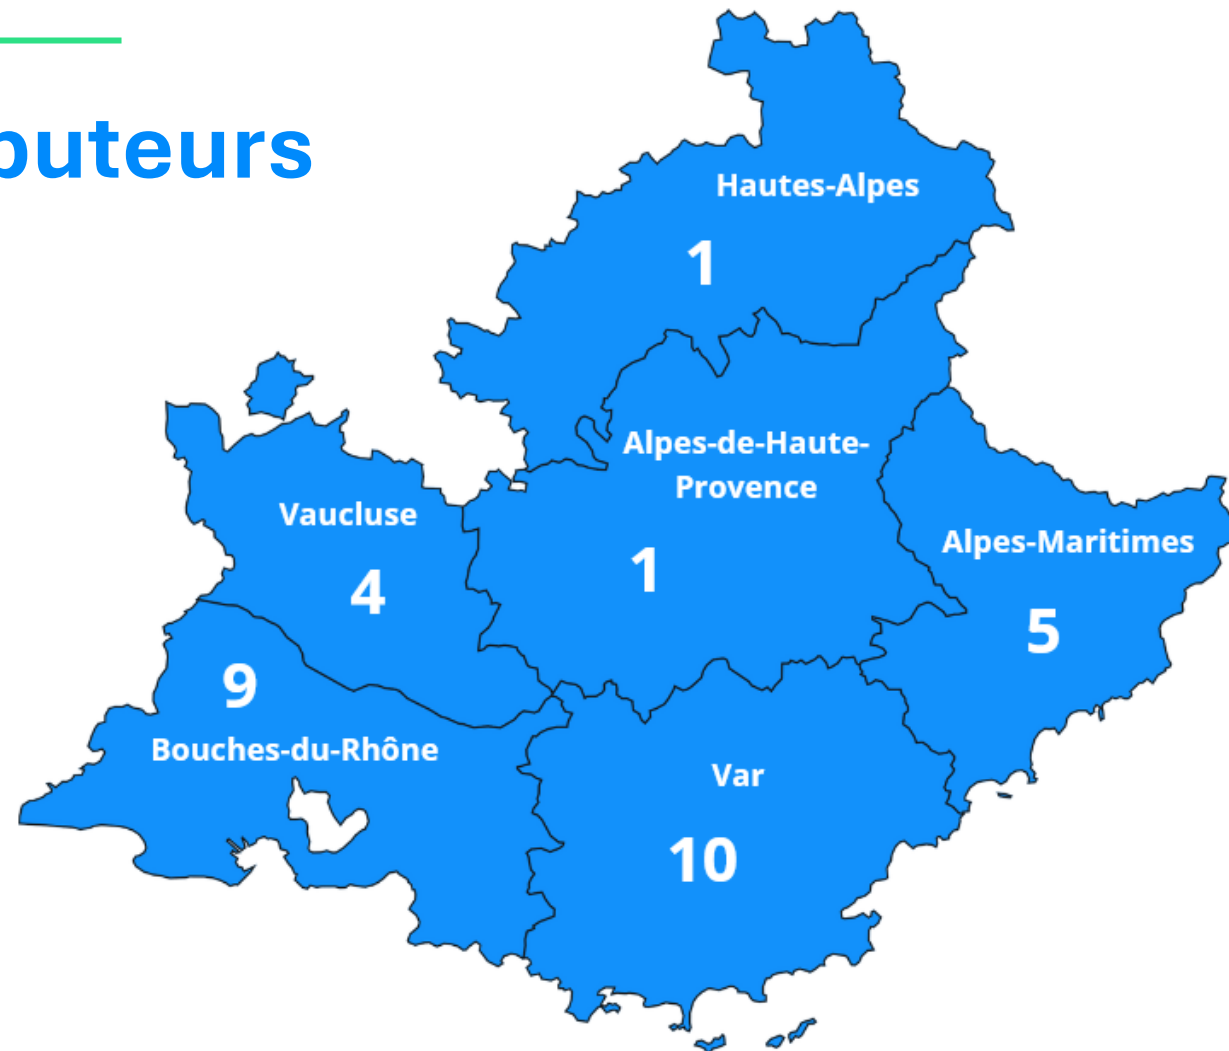 buteurs
Hautes-Alpes
1
Alpes-de-Haute-
Provence
1
Vaucluse
4
Alpes-Maritimes
5
9
Bouches-du-Rhône
Var
10